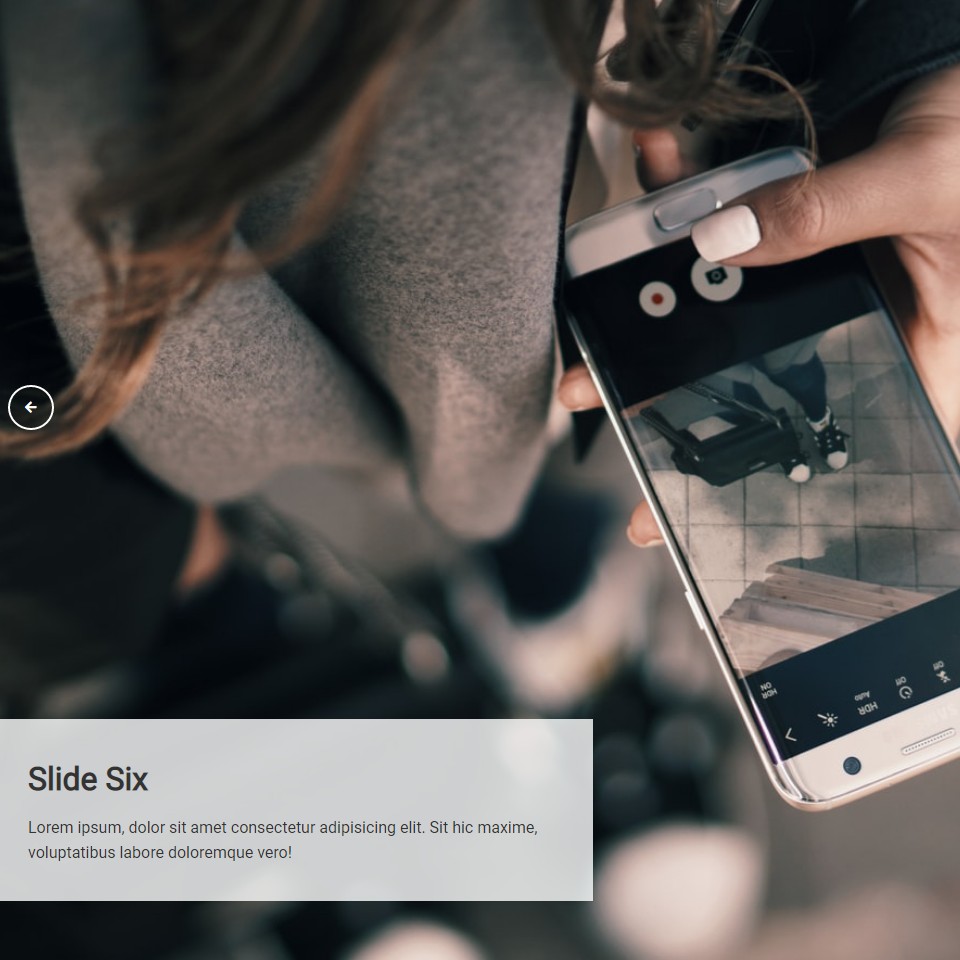 Slide Six
Lorem ipsum, dolor sit amet consectetur adipisicing elit. Sit hic maxime,
voluptatibus labore doloremque vero!
HDR
ON
Auto
HDR
Off
Off